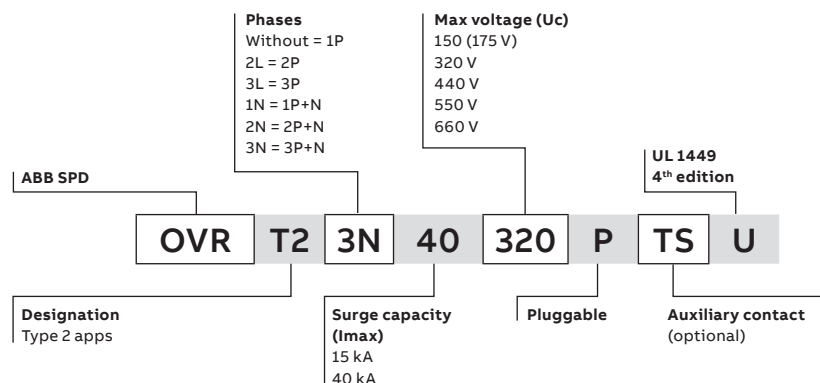 Phases
Without = 1P
2L = 2P
3L = 3P
1N = 1P+N
2N = 2P+N
3N = 3P+N
Max voltage (Uc)
150 (175 V)
320 V
440 V
550 V
660 V
ABB SPD
UL 1449
4th edition
OVR T2 3N 40 320 P TS U
Designation
Type 2 apps
Surge capacity
(Imax)
15 kA
40 kA
Pluggable
Auxiliary contact
(optional)